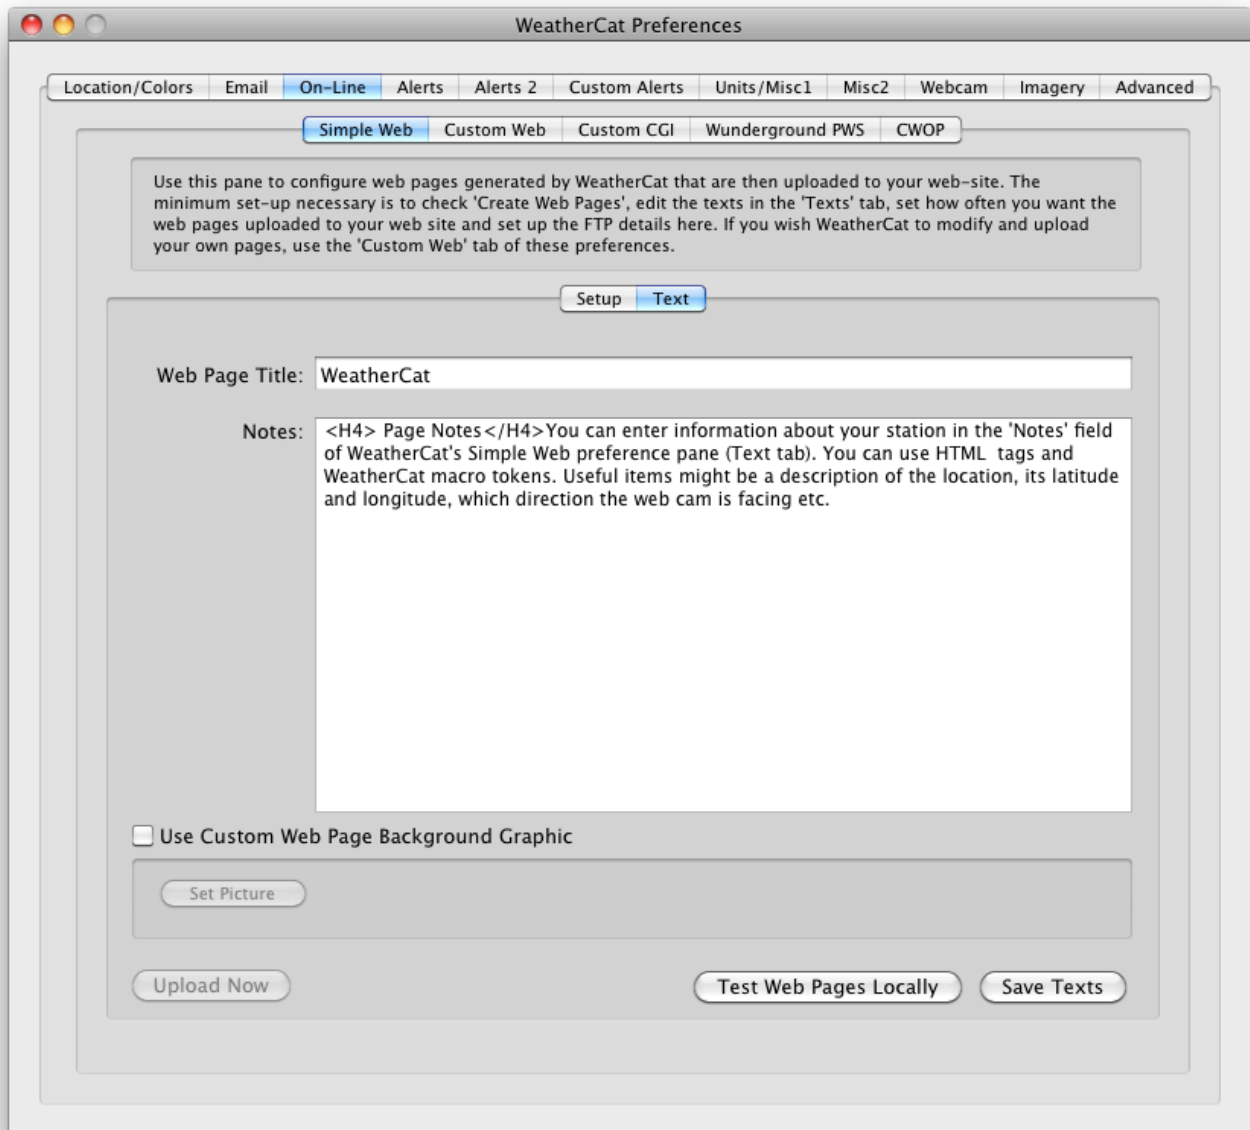 WeatherCat Preferences
Location/Colors Email On-Line Alerts Alerts 2 Custom Alerts Units/Misc1 Misc2 Webcam Imagery Advanced
Simple Web Custom Web Custom CGI Wunderground PWS CWOP
Use this pane to configure web pages generated by WeatherCat that are then uploaded to your web-site. The
minimum set-up necessary is to check 'Create Web Pages', edit the texts in the 'Texts' tab, set how often you want the
web pages uploaded to your web site and set up the FTP details here. If you wish WeatherCat to modify and upload
your own pages, use the 'Custom Web' tab of these preferences.
Setup Text
Web Page Title: WeatherCat
Notes: <H4> Page Notes</H4>You can enter information about your station in the 'Notes' field
of WeatherCat's Simple Web preference pane (Text tab). You can use HTML  tags and
WeatherCat macro tokens. Useful items might be a description of the location, its latitude
and longitude, which direction the web cam is facing etc.
Use Custom Web Page Background Graphic
Set Picture
Upload Now Test Web Pages Locally Save Texts